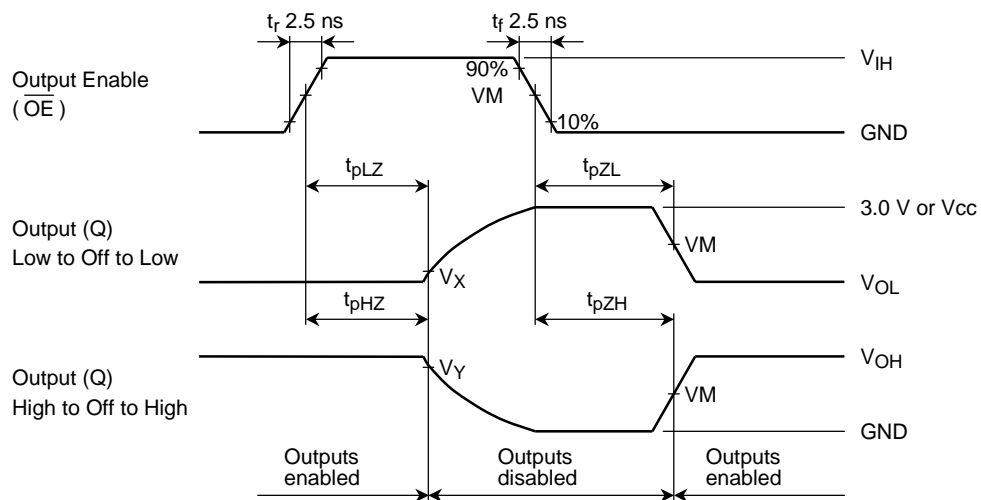 tr 2.5 ns
tf 2.5 ns
Output Enable
( OE )
90%
VM
10%
VIH
GND
tpLZ
tpZL
Output (Q)
Low to Off to Low
VX
VM
3.0 V or Vcc
VOL
tpHZ
tpZH
Output (Q)
High to Off to High
VY
VM
VOH
GND
Outputs
enabled
Outputs
disabled
Outputs
enabled